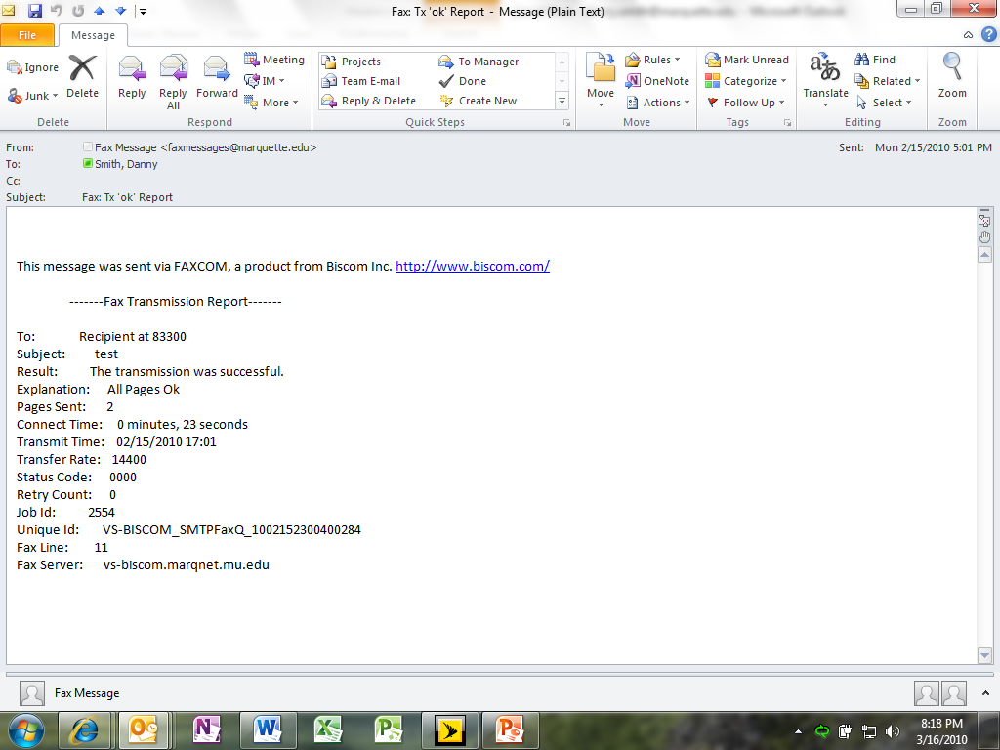 Fax: Tx 'ok' Report - Message (Plain Text)
File Message
Ignore
Junk
Delete
Delete
Reply
Reply All
Forward
Meeting
IM
More
Respond
Projects
Team E-mail
Reply & Delete
To Manager
Done
Create New
Quick Steps
Move
Rules
OneNote
Actions
Move
Mark Unread
Categorize
Follow Up
Tags
Translate
Find
Related
Select
Editing
Zoom
Zoom
From: Fax Message <faxmessages@marquette.edu> Sent: Mon 2/15/2010 5:01 PM
To: Smith, Danny
Cc:
Subject: Fax: Tx 'ok' Report
This message was sent via FAXCOM, a product from Biscom Inc. http://www.biscom.com/
-------Fax Transmission Report-------
To: Recipient at 83300
Subject: test
Result: The transmission was successful.
Explanation: All Pages Ok
Pages Sent: 2
Connect Time: 0 minutes, 23 seconds
Transmit Time: 02/15/2010 17:01
Transfer Rate: 14400
Status Code: 0000
Retry Count: 0
Job Id: 2554
Unique Id: VS-BISCOM_SMTPFaxQ_1002152300400284
Fax Line: 11
Fax Server: vs-biscom.marqnet.mu.edu
Fax Message
8:18 PM
3/16/2010